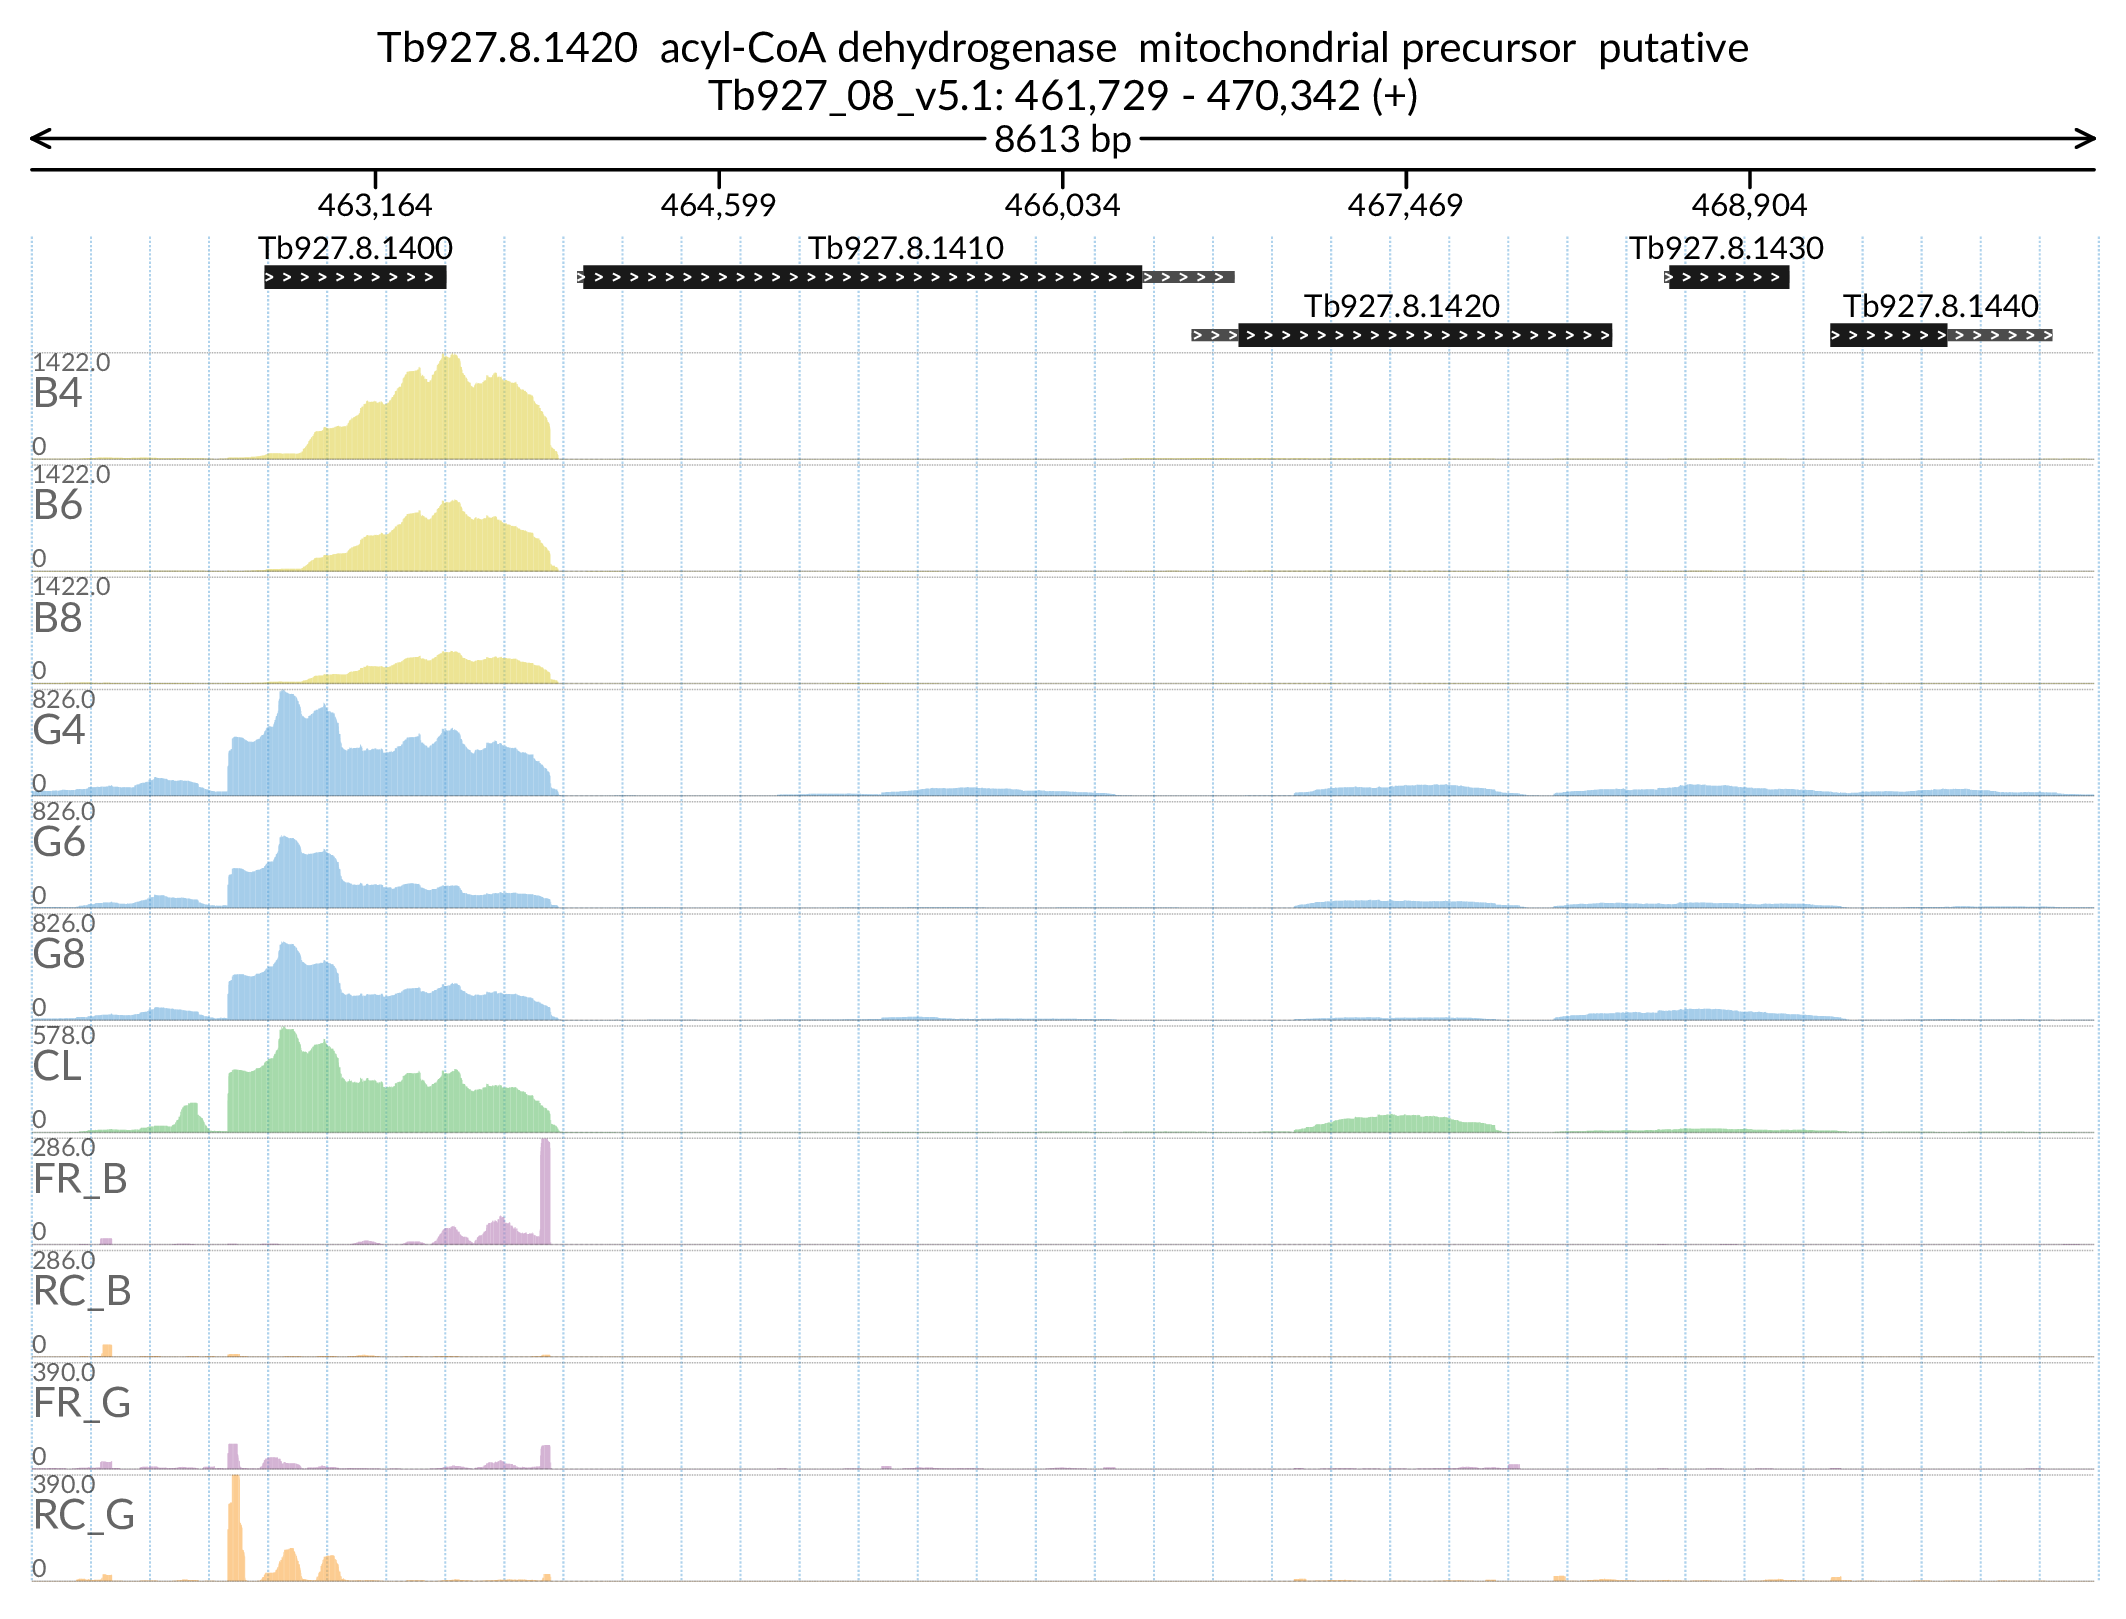 Tb927.8.1420  acyl-CoA dehydrogenase  mitochondrial precursor  putative
Tb927_08_v5.1: 461,729 - 470,342 (+)
8613 bp
463,164 464,599 466,034 467,469 468,904
Tb927.8.1400 Tb927.8.1410 Tb927.8.1430
Tb927.8.1420 Tb927.8.1440
1422.0
B4
0
1422.0
B6
0
1422.0
B8
0
826.0
G4
0
826.0
G6
0
826.0
G8
0
578.0
CL
0
286.0
FR_B
0
286.0
RC_B
0
390.0
FR_G
0
390.0
RC_G
0